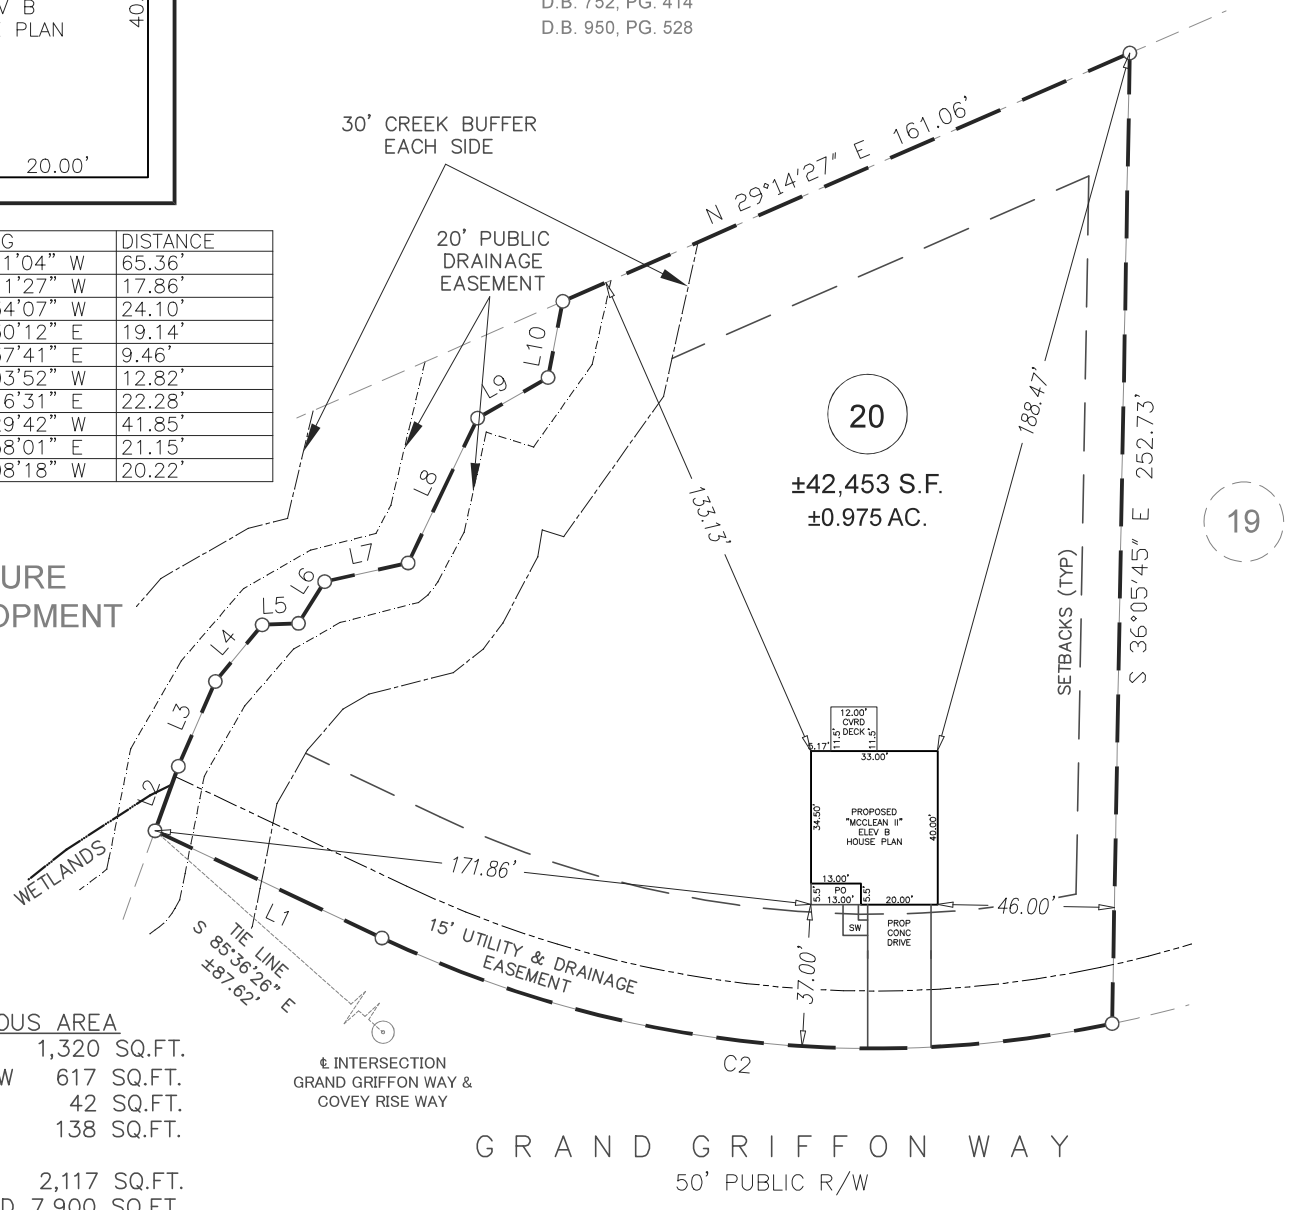 D.B. 752, PG. 414
D.B. 950, PG. 528
V B
PLAN
40.
20.00'
30' CREEK BUFFER
EACH SIDE
20' PUBLIC
DRAINAGE
EASEMENT
N 29°14'27" E 161.06'
G DISTANCE
1'04" W 65.36'
1'27" W 17.86'
4'07" W 24.10'
0'12" E 19.14'
7'41" E 9.46'
3'52" W 12.82'
6'31" E 22.28'
9'42" W 41.85'
8'01" E 21.15'
8'18" W 20.22'
URE
OPMENT
L10
L9
L8
L7
L6
L5
L4
L3
L2
L1
133.13'
188.47'
20
±42,453 S.F.
±0.975 AC.
S 36°05'45" E 252.73'
19
SETBACKS (TYP)
12.00'
CVRD
DECK
11.5'
11.5'
33.00'
34.50'
PROPOSED
"MCCLEAN II"
ELEV B
HOUSE PLAN
40.00'
13.00'
5.5'
PO
13.00'
5.5'
20.00'
SW
PROP
CONC
DRIVE
46.00'
37.00'
171.86'
WETLANDS
TIE LINE
S 85°36'26" E
±87.62'
15' UTILITY & DRAINAGE
EASEMENT
C2
℄ INTERSECTION
GRAND GRIFFON WAY &
COVEY RISE WAY
OUS AREA
1,320 SQ.FT.
W 617 SQ.FT.
42 SQ.FT.
138 SQ.FT.
2,117 SQ.FT.
D 7,900 SQ.FT.
GRAND GRIFFON WAY
50' PUBLIC R/W